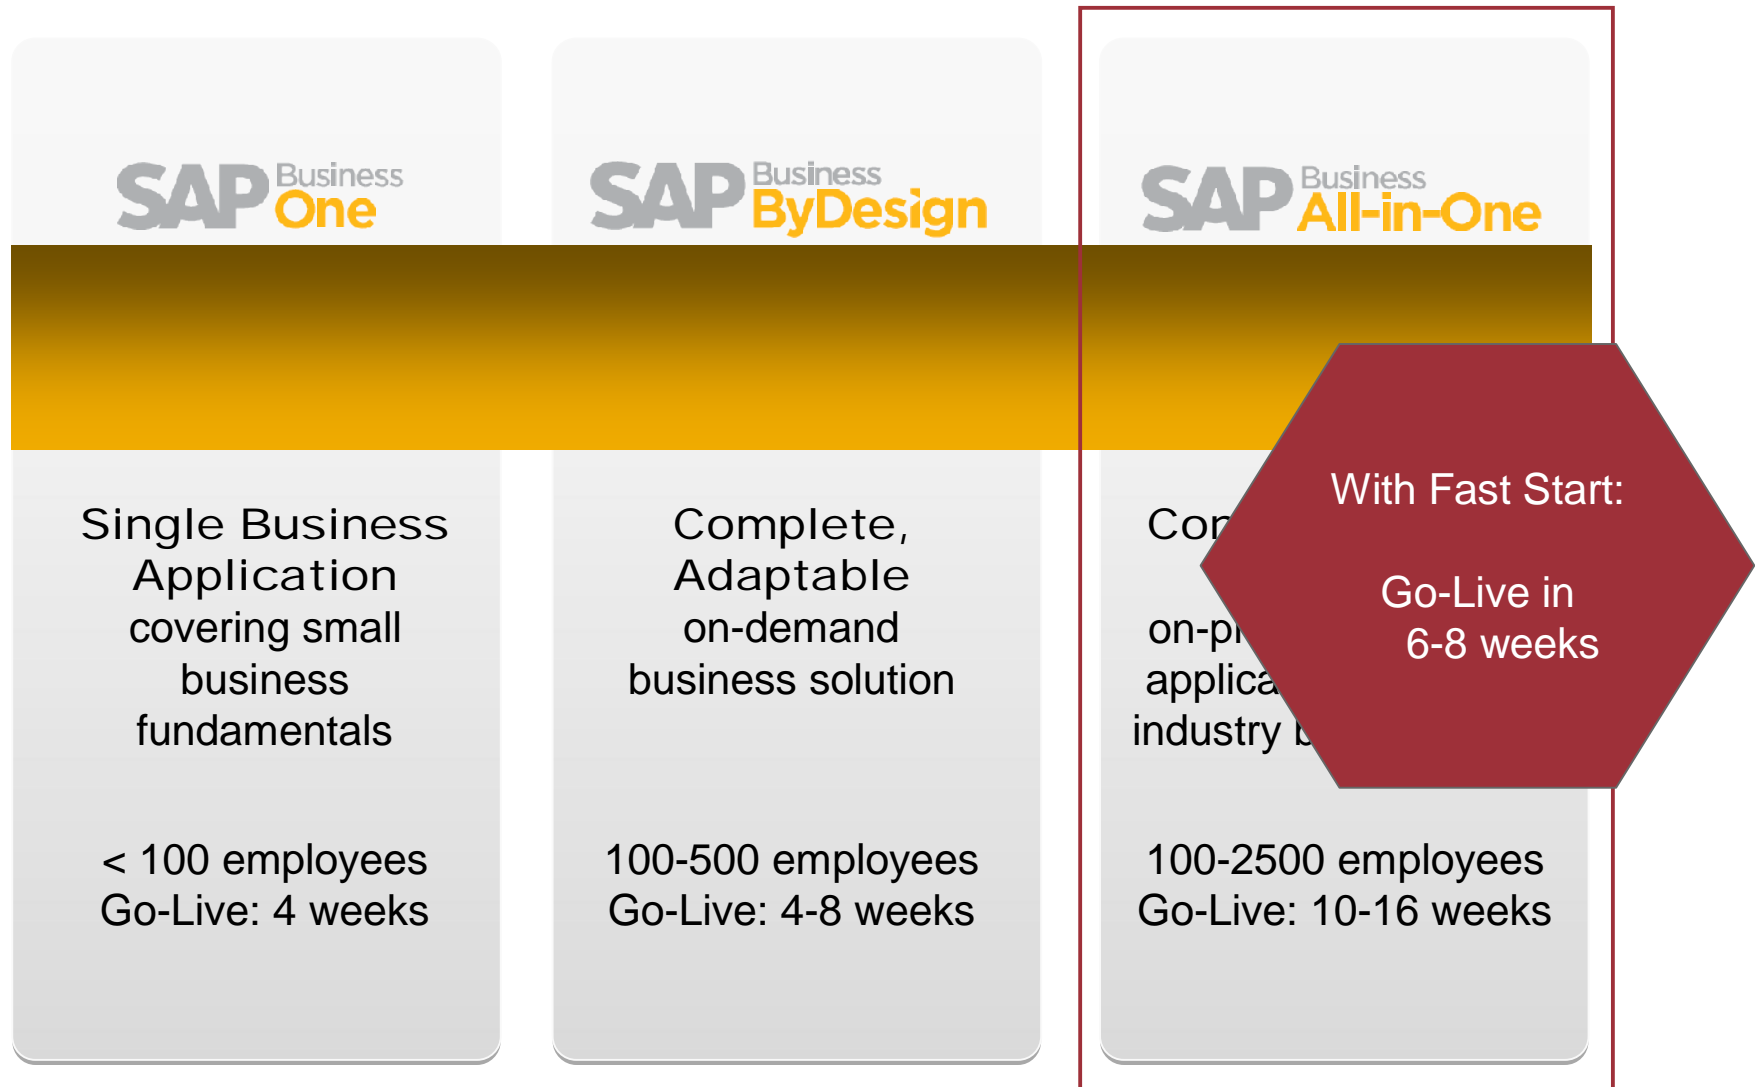 SAP Business One
Single Business
Application
covering small
business
fundamentals
< 100 employees
Go-Live: 4 weeks
SAP Business ByDesign
Complete,
Adaptable
on-demand
business solution
100-500 employees
Go-Live: 4-8 weeks
SAP Business All-in-One
industry
100-2500 employees
Go-Live: 10-16 weeks
With Fast Start:
Go-Live in
6-8 weeks